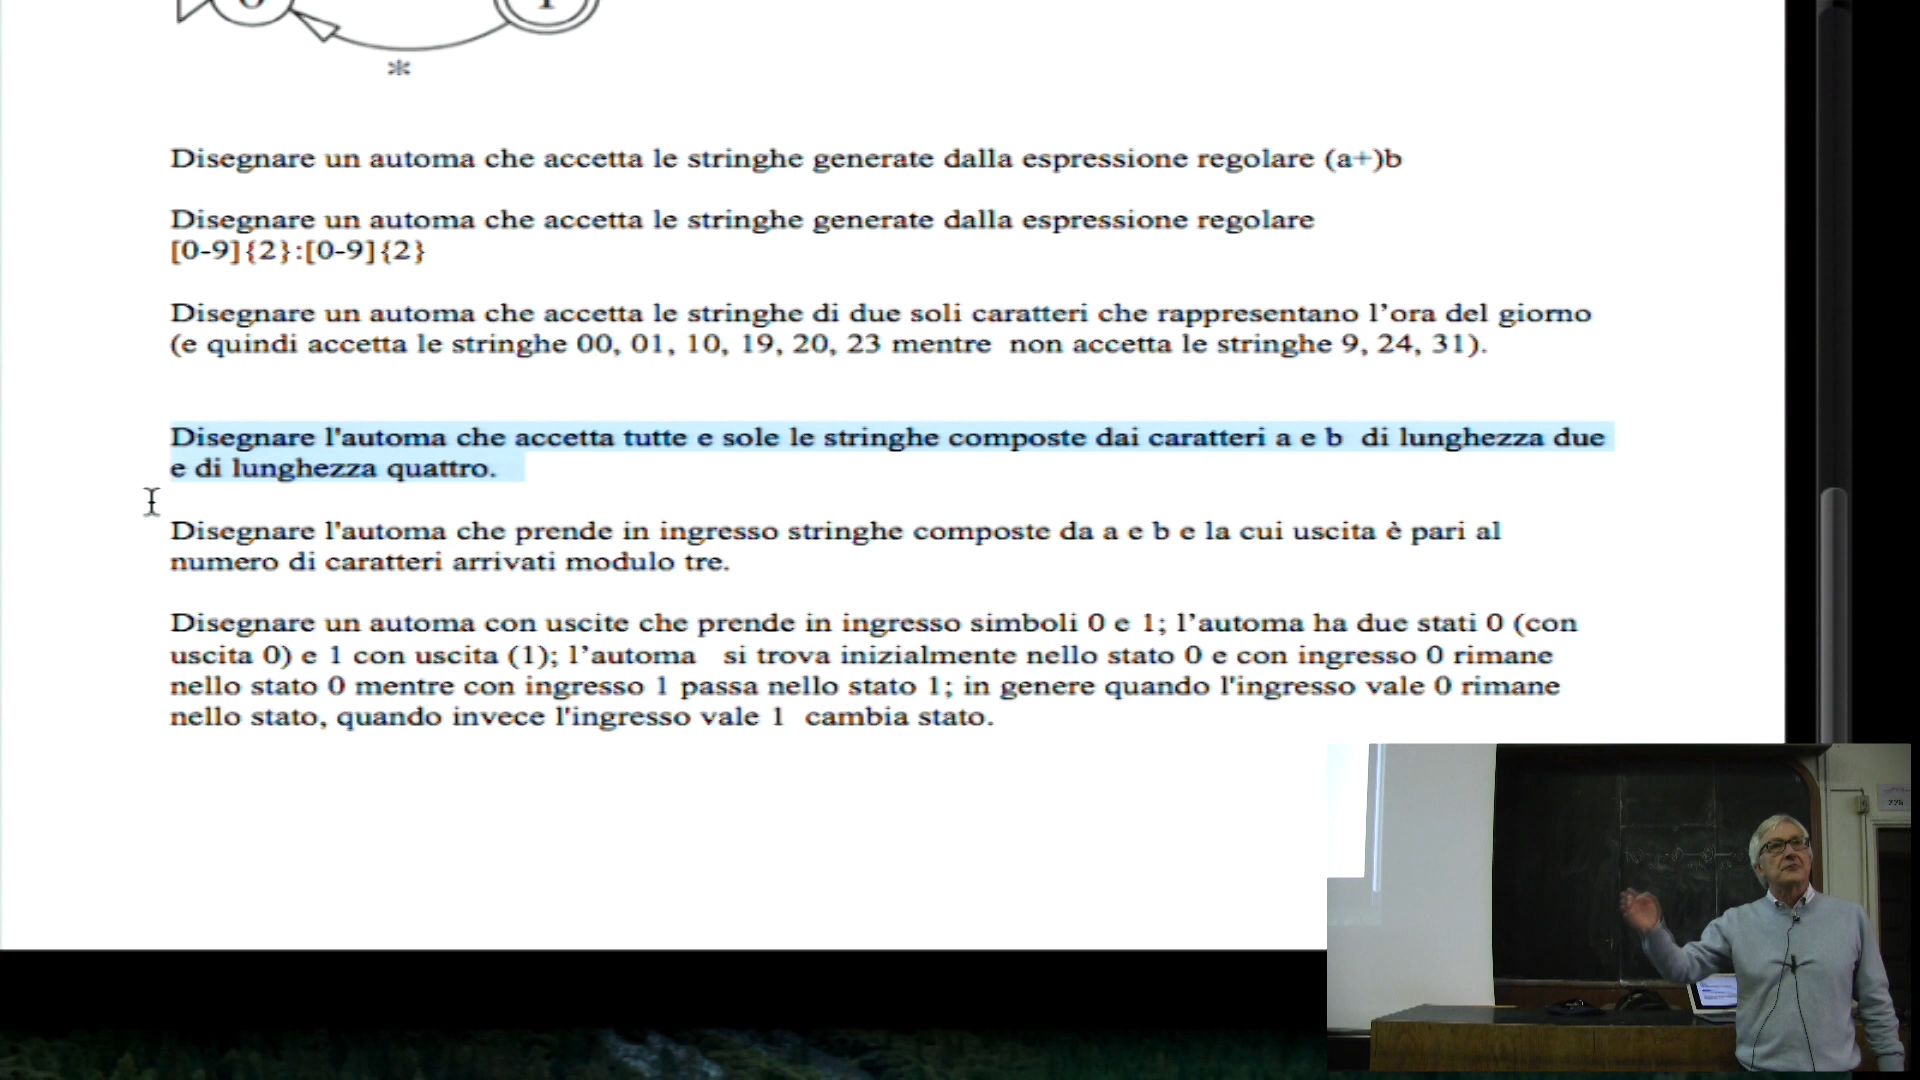 *
Disegnare un automa che accetta le stringhe generate dalla espressione regolare (a+)b
Disegnare un automa che accetta le stringhe generate dalla espressione regolare
[0-9]{2}:[0-9]{2}
Disegnare un automa che accetta le stringhe di due soli caratteri che rappresentano l’ora del giorno
(e quindi accetta le stringhe 00, 01, 10, 19, 20, 23 mentre  non accetta le stringhe 9, 24, 31).
Disegnare l'automa che accetta tutte e sole le stringhe composte dai caratteri a e b  di lunghezza due
e di lunghezza quattro.
Disegnare l'automa che prende in ingresso stringhe composte da a e b e la cui uscita è pari al
numero di caratteri arrivati modulo tre.
Disegnare un automa con uscite che prende in ingresso simboli 0 e 1; l’automa ha due stati 0 (con
uscita 0) e 1 con uscita (1); l’automa   si trova inizialmente nello stato 0 e con ingresso 0 rimane
nello stato 0 mentre con ingresso 1 passa nello stato 1; in genere quando l'ingresso vale 0 rimane
nello stato, quando invece l'ingresso vale 1  cambia stato.